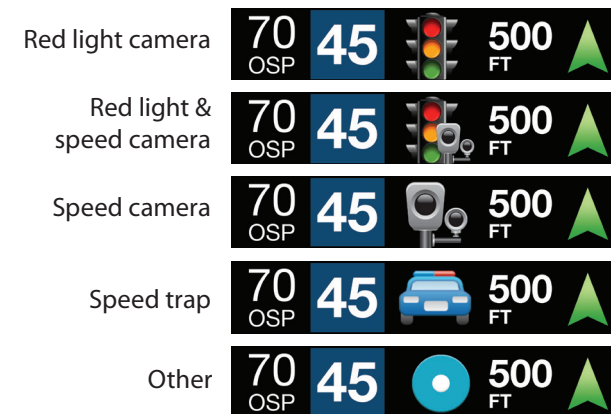 Red light camera
70 45 500
OSP FT
Red light &
speed camera
70 45 500
OSP FT
Speed camera
70 45 500
OSP FT
Speed trap
70 45 500
OSP FT
Other
70 45 500
OSP FT